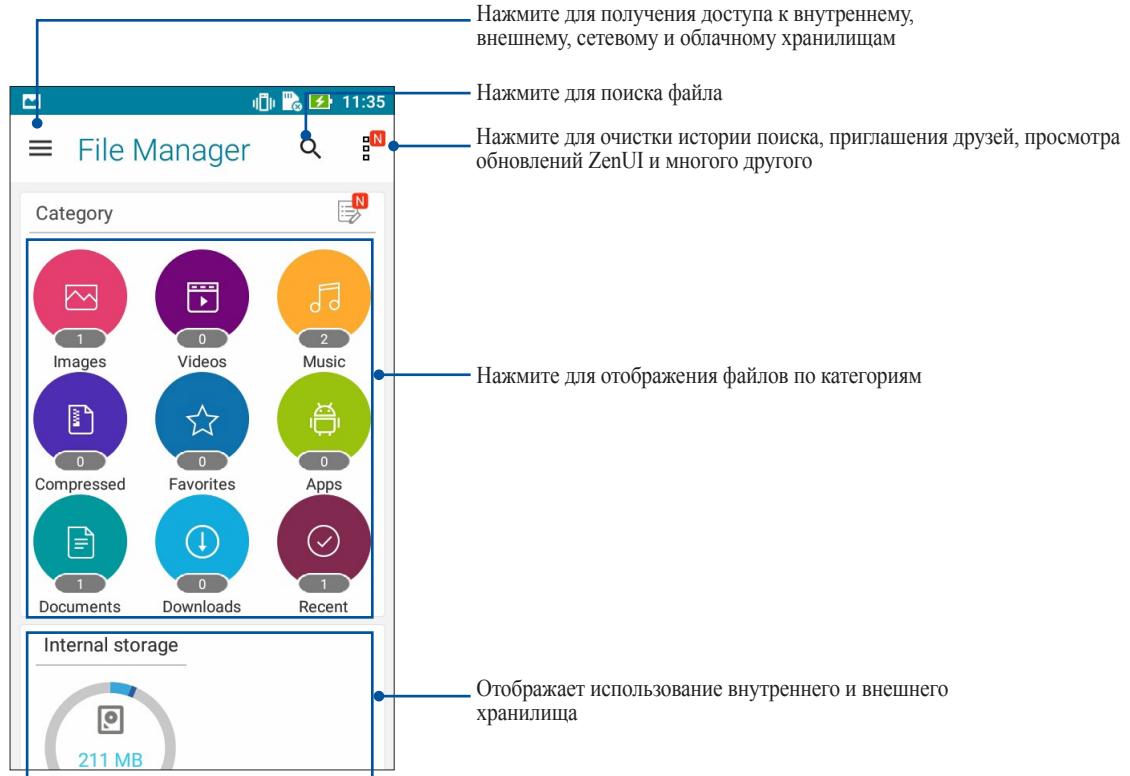 Нажмите для получения доступа к внутреннему,
внешнему, сетевому и облачному хранилищам
11:35
Нажмите для поиска файла
File Manager
N
Нажмите для очистки истории поиска, приглашения друзей, просмотра
обновлений ZenUI и многого другого
Category
N
1
0
2
Images
Videos
Music
Нажмите для отображения файлов по категориям
0
0
0
Compressed
Favorites
Apps
1
0
1
Documents
Downloads
Recent
Internal storage
Отображает использование внутреннего и внешнего
хранилища
211 MB